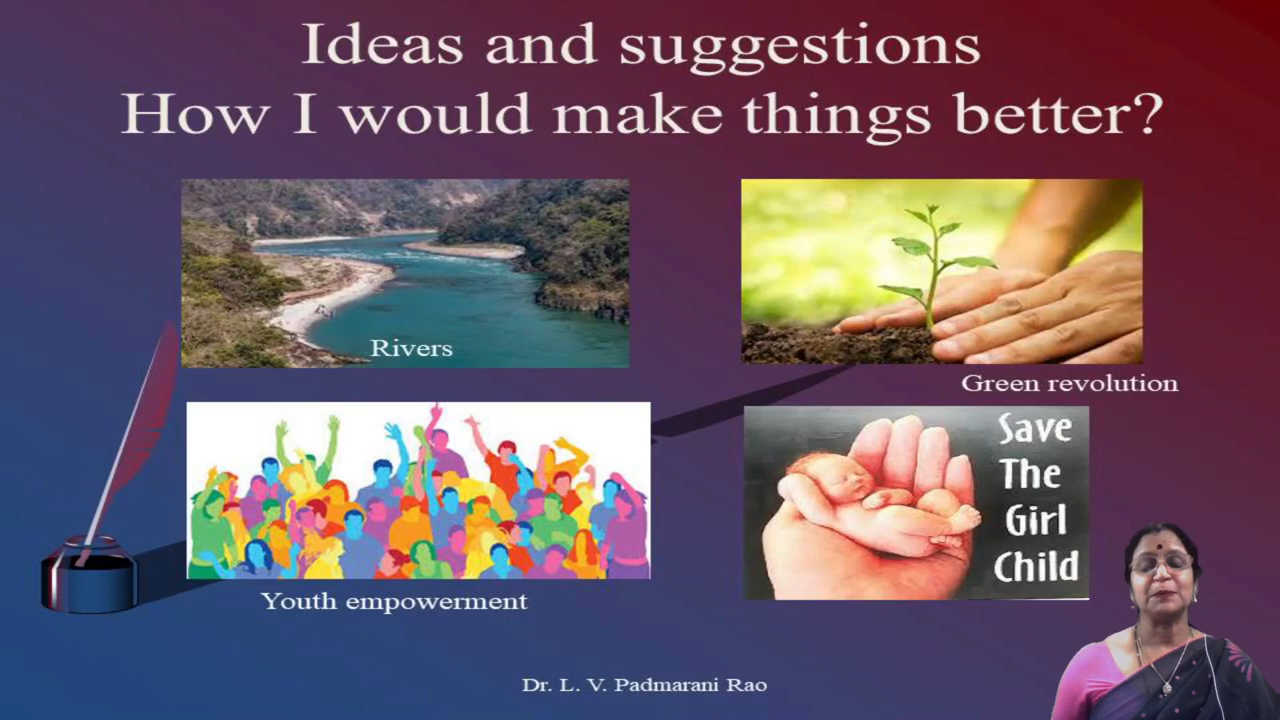 Ideas and suggestions
How I would make things better?
Rivers
Green revolution
Save
The
Girl
Child
Youth empowerment
Dr. L. V. Padmarani Rao